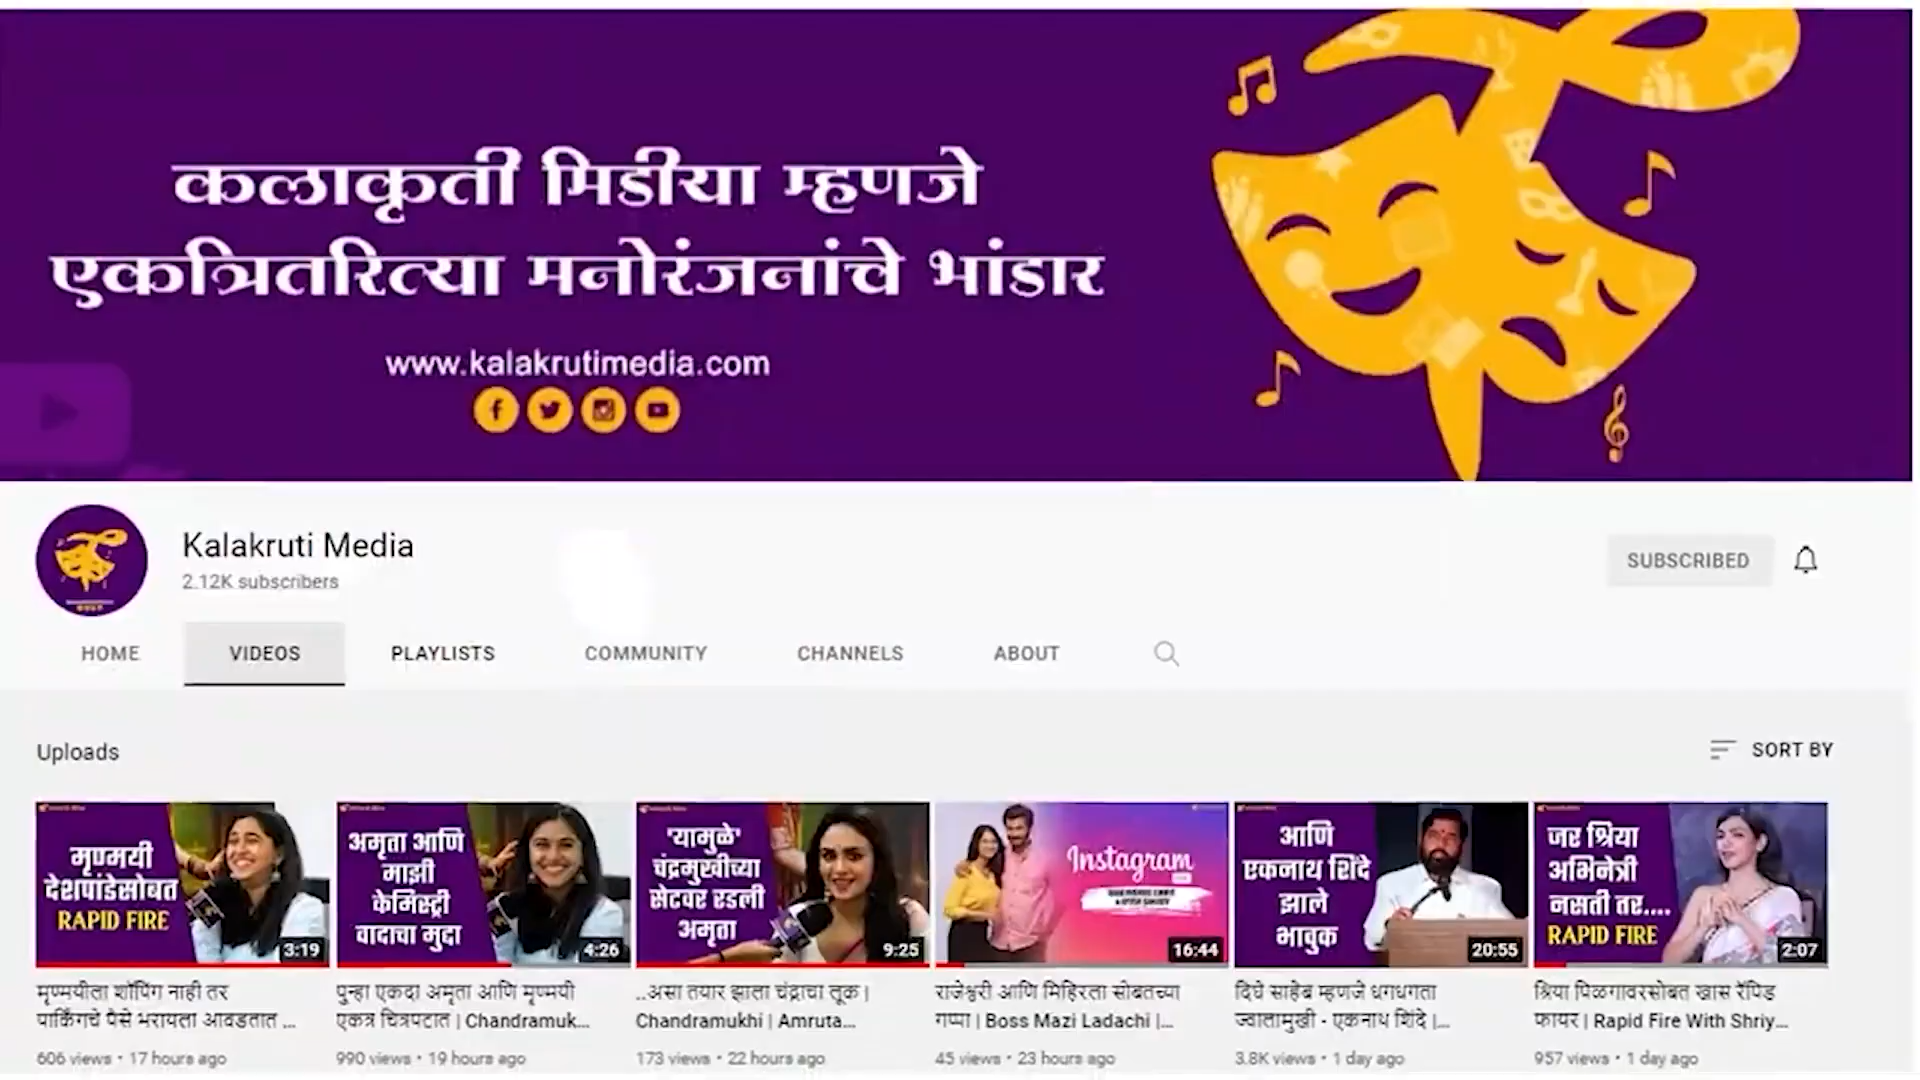 कलाकृती मिडीया म्हणजे
एकत्रितरित्या मनोरंजनांचे भांडार
www.kalakrutimedia.com
Kalakruti Media
2.12K subscribers
SUBSCRIBED
HOME
VIDEOS
PLAYLISTS
COMMUNITY
CHANNELS
ABOUT
Uploads
SORT BY
मृण्मयी
देशपांडेसोबत
RAPID FIRE
3:19
मृण्मयीला शॉपिंग नाही तर
पार्किंगचे पैसे भरायला आवडतात ...
606 views • 17 hours ago
अमृता आणि
माझी
केमिस्ट्री
वादाचा मुद्दा
4:26
पुन्हा एकदा अमृता आणि मृण्मयी
एकत्र चित्रपटात | Chandramuk...
990 views • 19 hours ago
'यामुळे'
चंद्रमुखीच्या
सेटवर रडली
अमृता
9:25
..असा तयार झाला चंद्राचा लूक |
Chandramukhi | Amruta...
173 views • 22 hours ago
Instagram
16:44
राजेश्वरी आणि मिहिरला सोबतच्या
गप्पा | Boss Mazi Ladachi |...
45 views • 23 hours ago
आणि
एकनाथ शिंदे
झाले
भावुक
20:55
दिघे साहेब म्हणजे धगधगता
ज्वालामुखी - एकनाथ शिंदे |...
3.8K views • 1 day ago
जर श्रिया
अभिनेत्री
नसती तर....
RAPID FIRE
2:07
श्रिया पिळगावरसोबत खास रॅपिड
फायर | Rapid Fire With Shriy...
957 views • 1 day ago